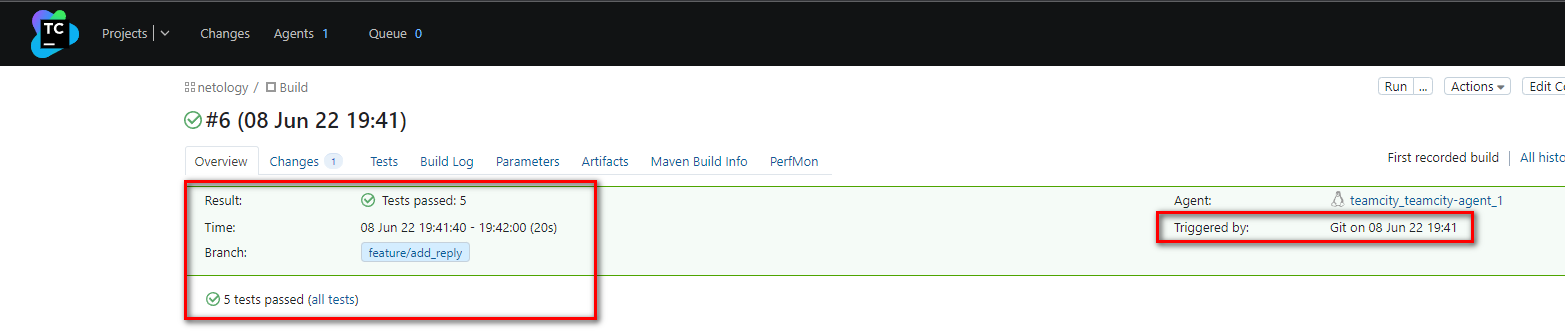 TC
Projects Changes Agents 1 Queue 0
netology / Build
Run ... Actions Edit Co
#6 (08 Jun 22 19:41)
Overview Changes 1 Tests Build Log Parameters Artifacts Maven Build Info PerfMon
First recorded build All histo
Result: Tests passed: 5
Agent: teamcity_teamcity-agent_1
Time: 08 Jun 22 19:41:40 - 19:42:00 (20s)
Triggered by: Git on 08 Jun 22 19:41
Branch: feature/add_reply
5 tests passed (all tests)